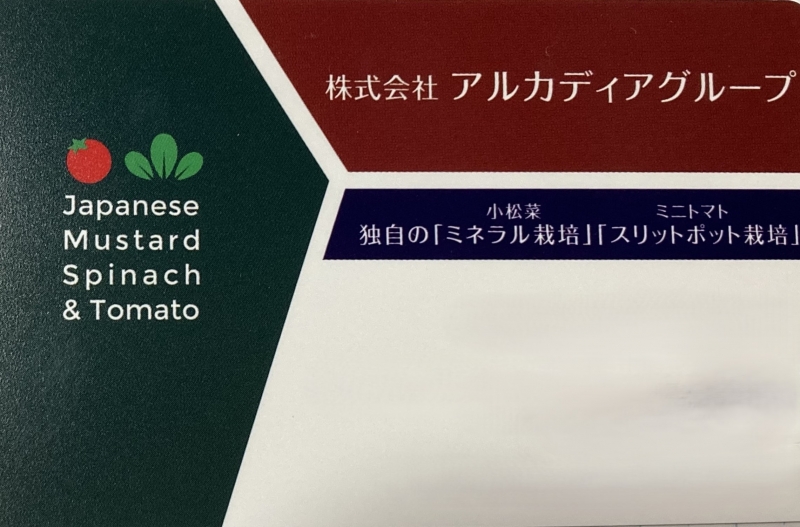 株式会社 アルカディアグループ
小松菜 ミニトマト
独自の「ミネラル栽培」「スリットポット栽培」
Japanese
Mustard
Spinach
& Tomato